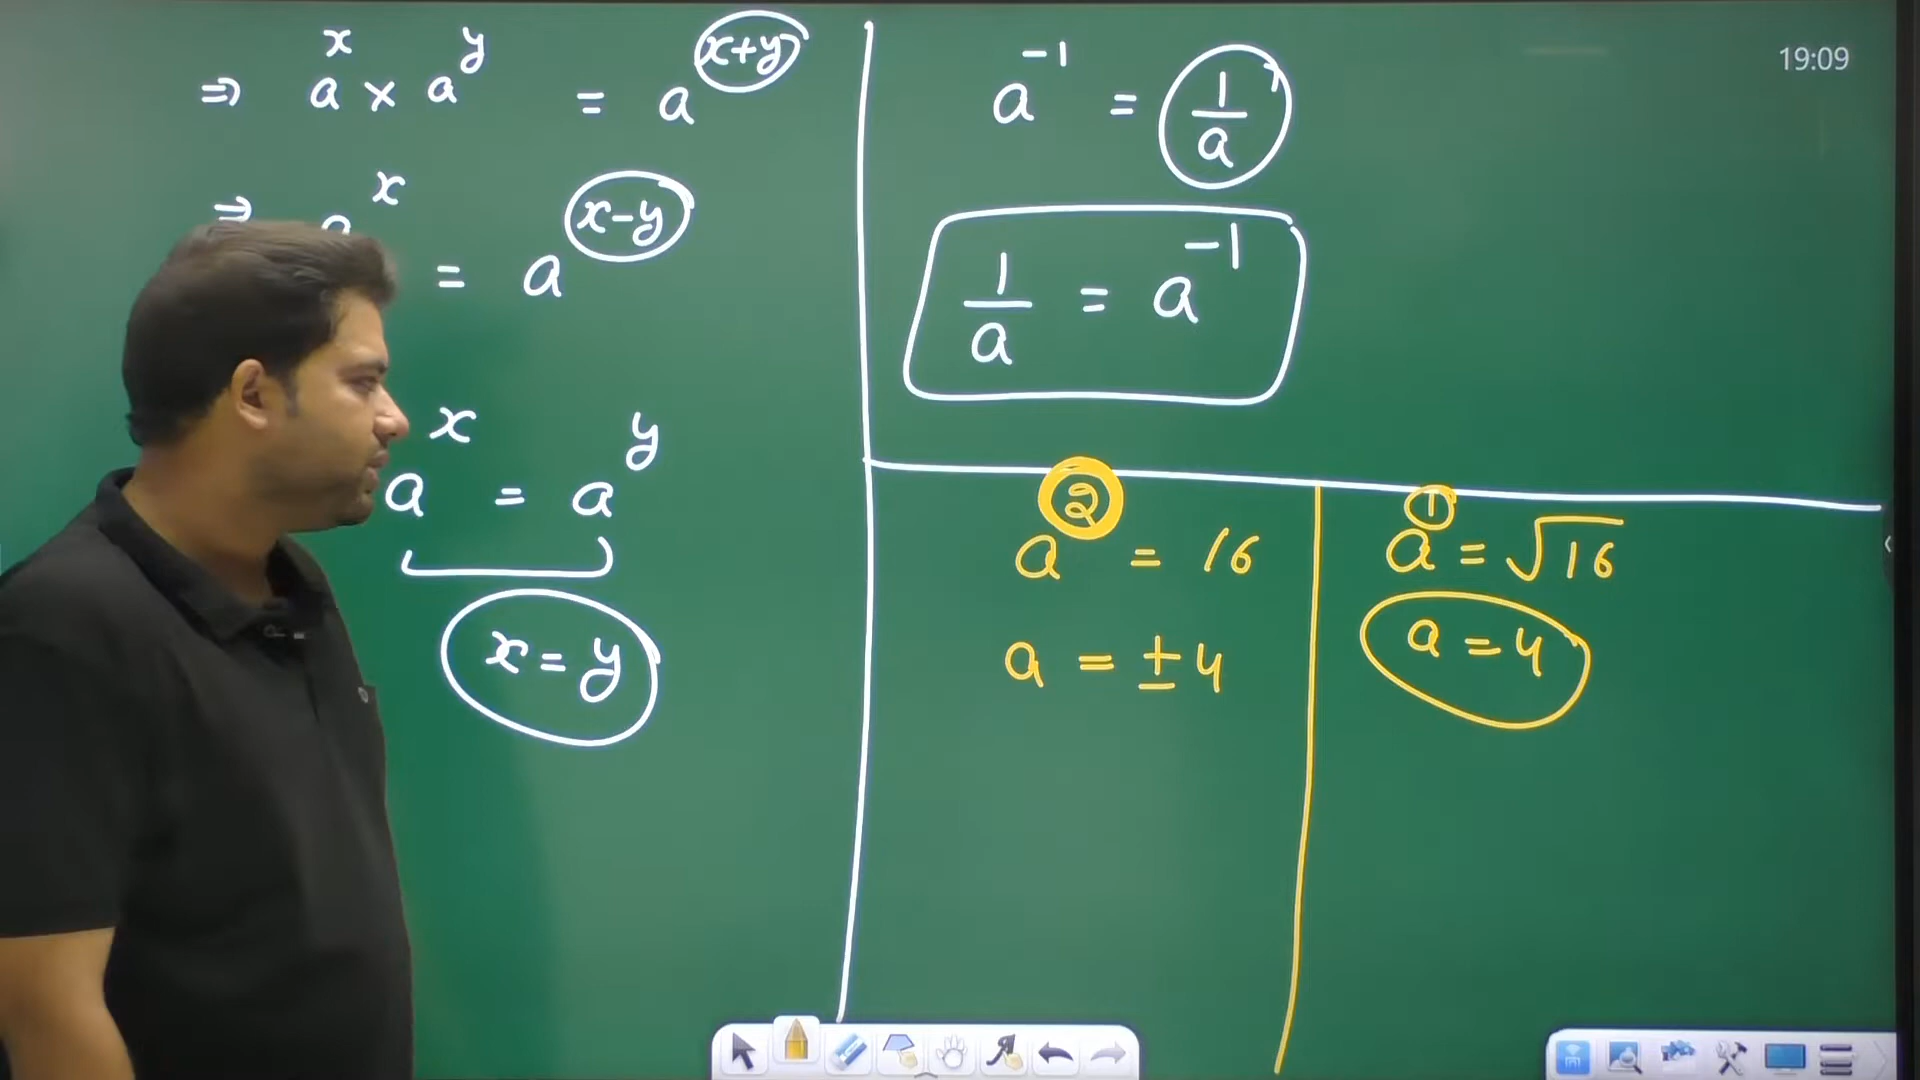 ⇒ a^x × a^y = a^(x+y)
⇒ a^x = a^(x-y)
a^x = a^y
x = y
a^-1 = 1/a
1/a = a^-1
19:09
a^2 = 16
a = ±4
a^1 = √16
a = 4